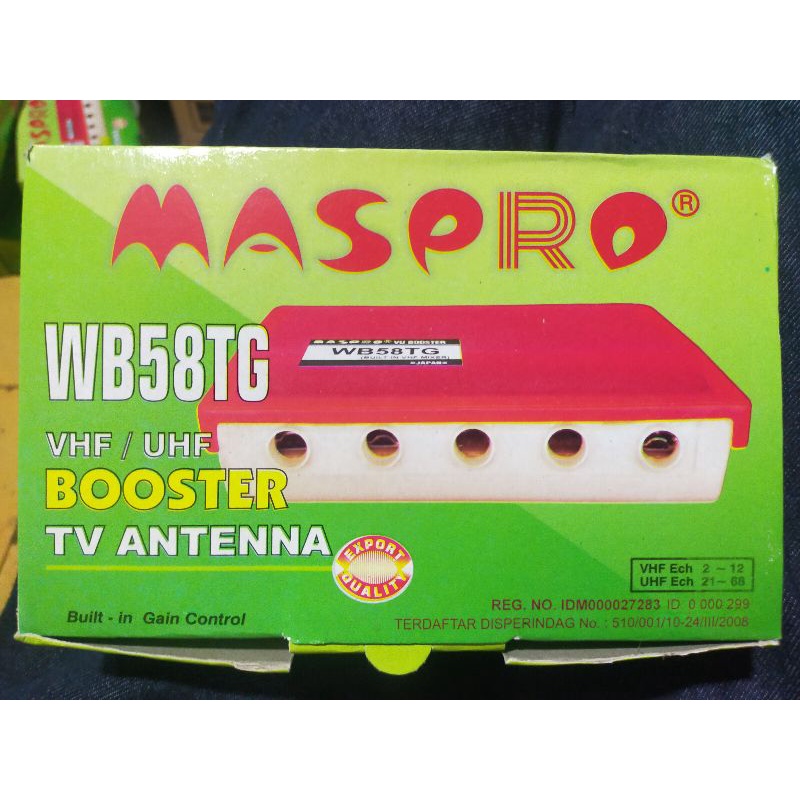 MASPRO®
WB58TG
MASPRO® VU BOOSTER
WB58TG
(BUILT IN VHF MIXER)
=JAPAN=
VHF / UHF
BOOSTER
TV ANTENNA
EXPORT
QUALITY
VHF Ech 2 ~ 12
UHF Ech 21~ 68
REG. NO. IDM000027283 ID: 0 000 299
Built - in Gain Control
TERDAFTAR DISPERINDAG No. : 510/001/10-24/III/2008